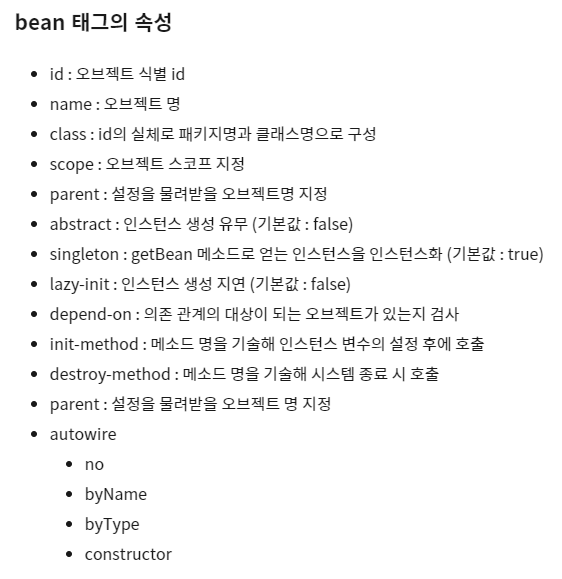 bean 태그의 속성
id : 오브젝트 식별 id
name : 오브젝트 명
class : id의 실체로 패키지명과 클래스명으로 구성
scope : 오브젝트 스코프 지정
parent : 설정을 물려받을 오브젝트명 지정
abstract : 인스턴스 생성 유무 (기본값 : false)
singleton : getBean 메소드로 얻는 인스턴스을 인스턴스화 (기본값 : true)
lazy-init : 인스턴스 생성 지연 (기본값 : false)
depend-on : 의존 관계의 대상이 되는 오브젝트가 있는지 검사
init-method : 메소드 명을 기술해 인스턴스 변수의 설정 후에 호출
destroy-method : 메소드 명을 기술해 시스템 종료 시 호출
parent : 설정을 물려받을 오브젝트 명 지정
autowire
no
byName
byType
constructor